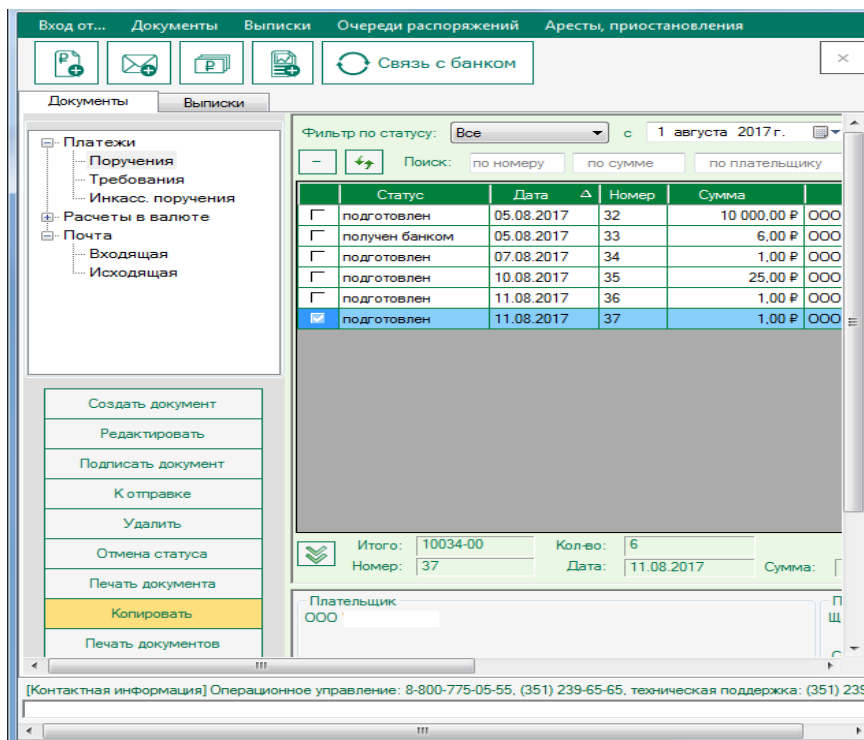 Вход от... Документы Выписки Очереди распоряжений Аресты, приостановления
Связь с банком
Документы Выписки
Платежи
Поручения
Требования
Инкасс. поручения
Расчеты в валюте
Почта
Входящая
Исходящая
Создать документ
Редактировать
Подписать документ
К отправке
Удалить
Отмена статуса
Печать документа
Копировать
Печать документов
Фильтр по статусу: Все с 1 августа 2017 г.
Поиск: по номеру по сумме по плательщику
Статус Дата Номер Сумма
подготовлен 05.08.2017 32 10 000,00 ₽ ООО
получен банком 05.08.2017 33 6,00 ₽ ООО
подготовлен 07.08.2017 34 1,00 ₽ ООО
подготовлен 10.08.2017 35 25,00 ₽ ООО
подготовлен 11.08.2017 36 1,00 ₽ ООО
подготовлен 11.08.2017 37 1,00 ₽ ООО
Итого: 10034-00 Кол-во: 6
Номер: 37 Дата: 11.08.2017 Сумма:
Плательщик
ООО
[Контактная информация] Операционное управление: 8-800-775-05-55, (351) 239-65-65, техническая поддержка: (351) 239